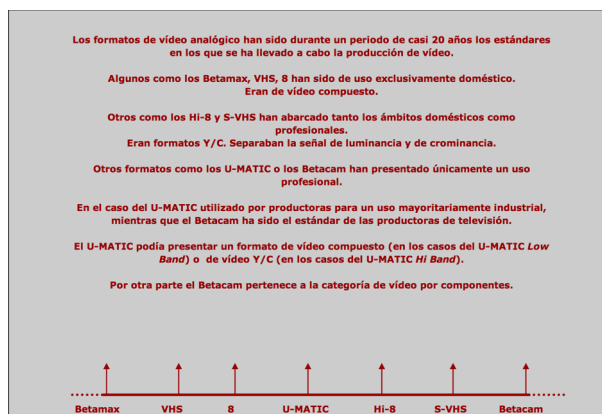 Los formatos de vídeo analógico han sido durante un periodo de casi 20 años los estándares
en los que se ha llevado a cabo la producción de vídeo.
Algunos como los Betamax, VHS, 8 han sido de uso exclusivamente doméstico.
Eran de vídeo compuesto.
Otros como los Hi-8 y S-VHS han abarcado tanto los ámbitos domésticos como
profesionales.
Eran formatos Y/C. Separaban la señal de luminancia y de crominancia.
Otros formatos como los U-MATIC o los Betacam han presentado únicamente un uso
profesional.
En el caso del U-MATIC utilizado por productoras para un uso mayoritariamente industrial,
mientras que el Betacam ha sido el estándar de las productoras de televisión.
El U-MATIC podía presentar un formato de vídeo compuesto (en los casos del U-MATIC Low
Band) o de vídeo Y/C (en los casos del U-MATIC Hi Band).
Por otra parte el Betacam pertenece a la categoría de vídeo por componentes.
Betamax VHS 8 U-MATIC Hi-8 S-VHS Betacam